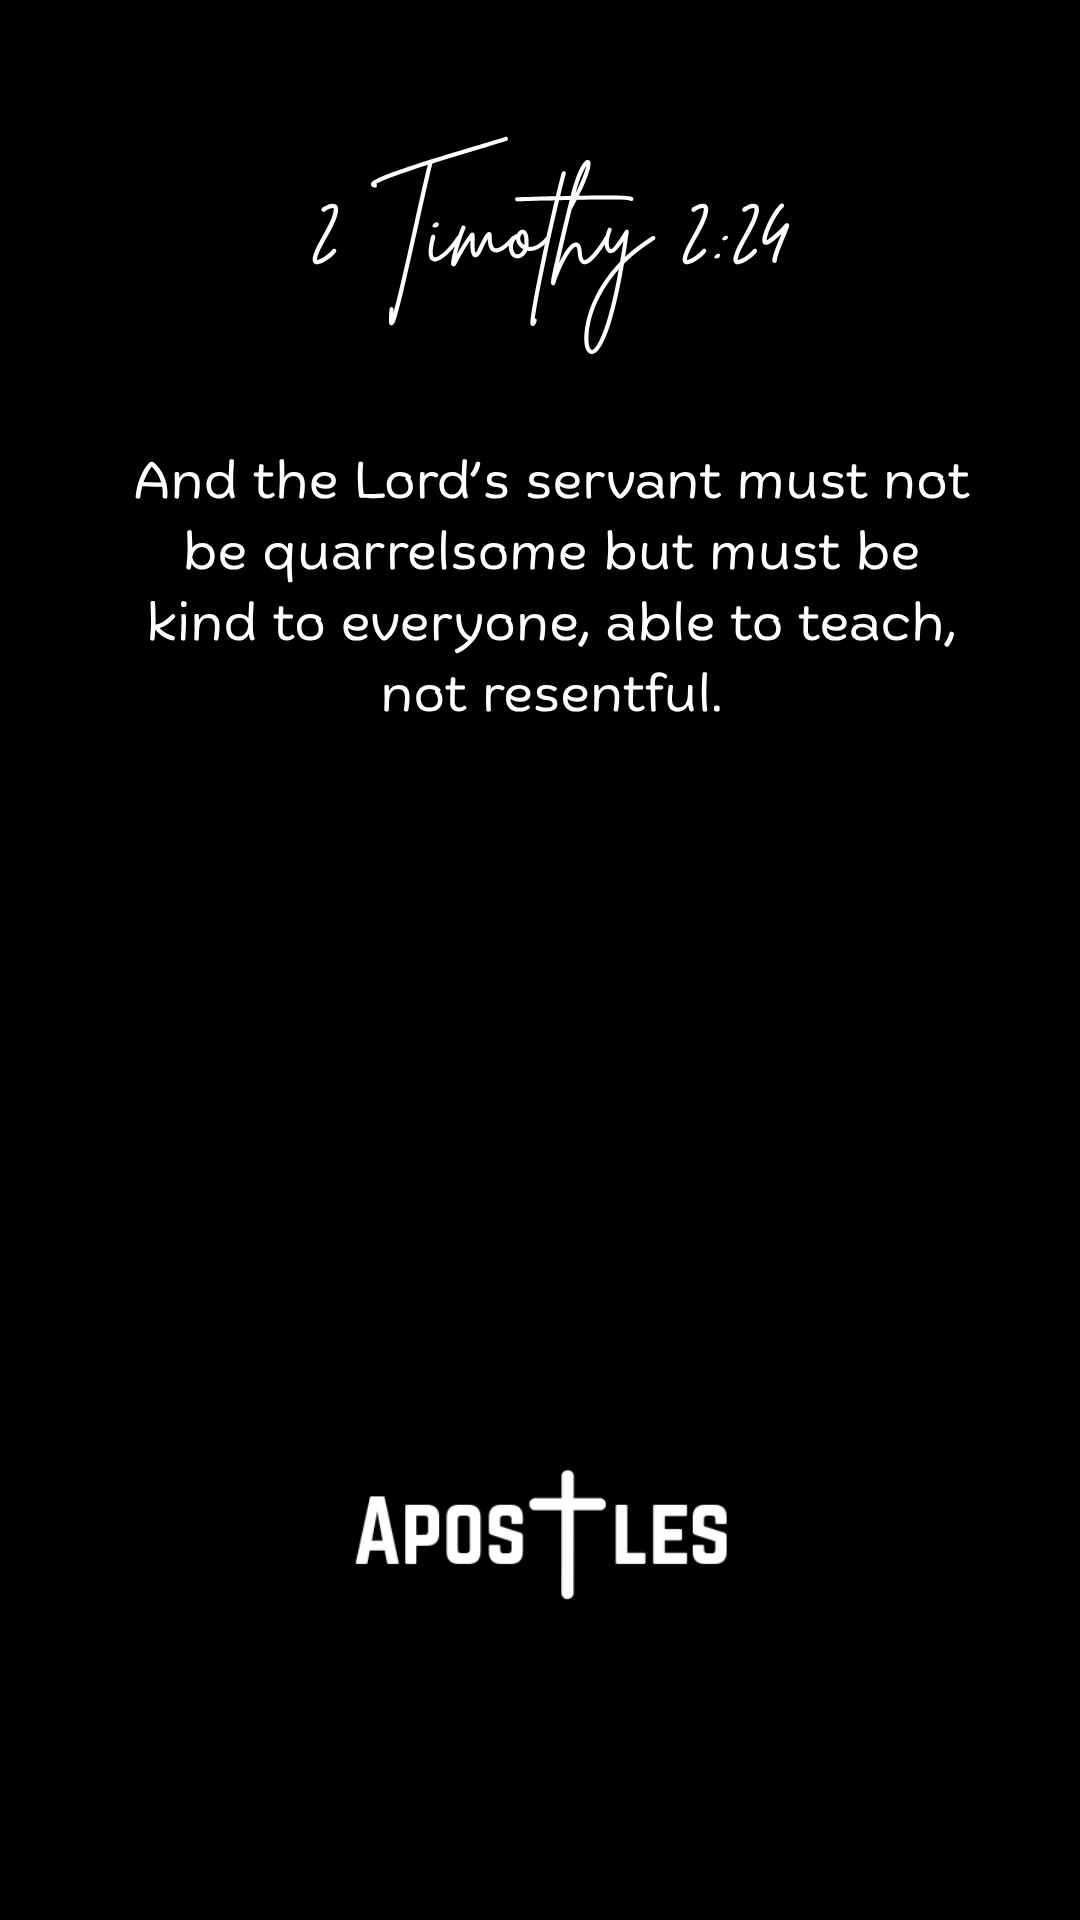 2 Timothy 2:24
And the Lord's servant must not
be quarrelsome but must be
kind to everyone, able to teach,
not resentful.
APOSTLES